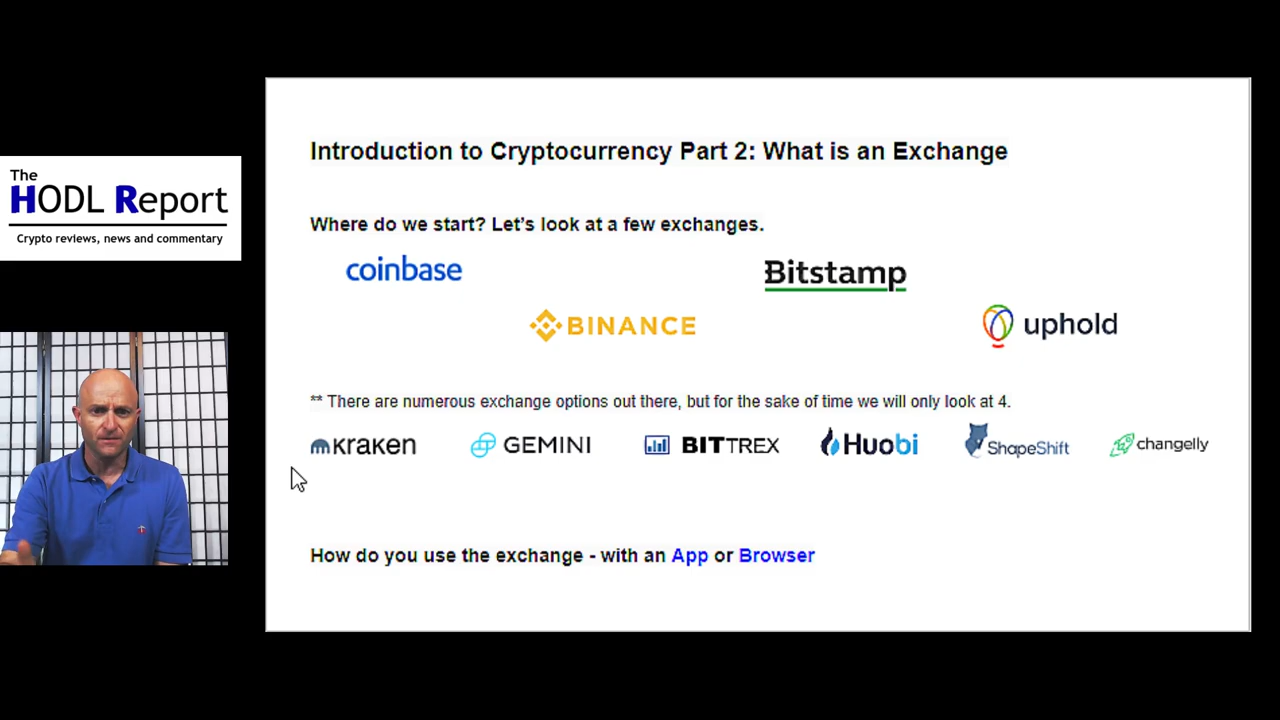 The
HODL Report
Crypto reviews, news and commentary
Introduction to Cryptocurrency Part 2: What is an Exchange
Where do we start? Let's look at a few exchanges.
coinbase
Bitstamp
BINANCE
uphold
** There are numerous exchange options out there, but for the sake of time we will only look at 4.
kraken GEMINI BITTREX Huobi ShapeShift changelly
How do you use the exchange - with an App or Browser